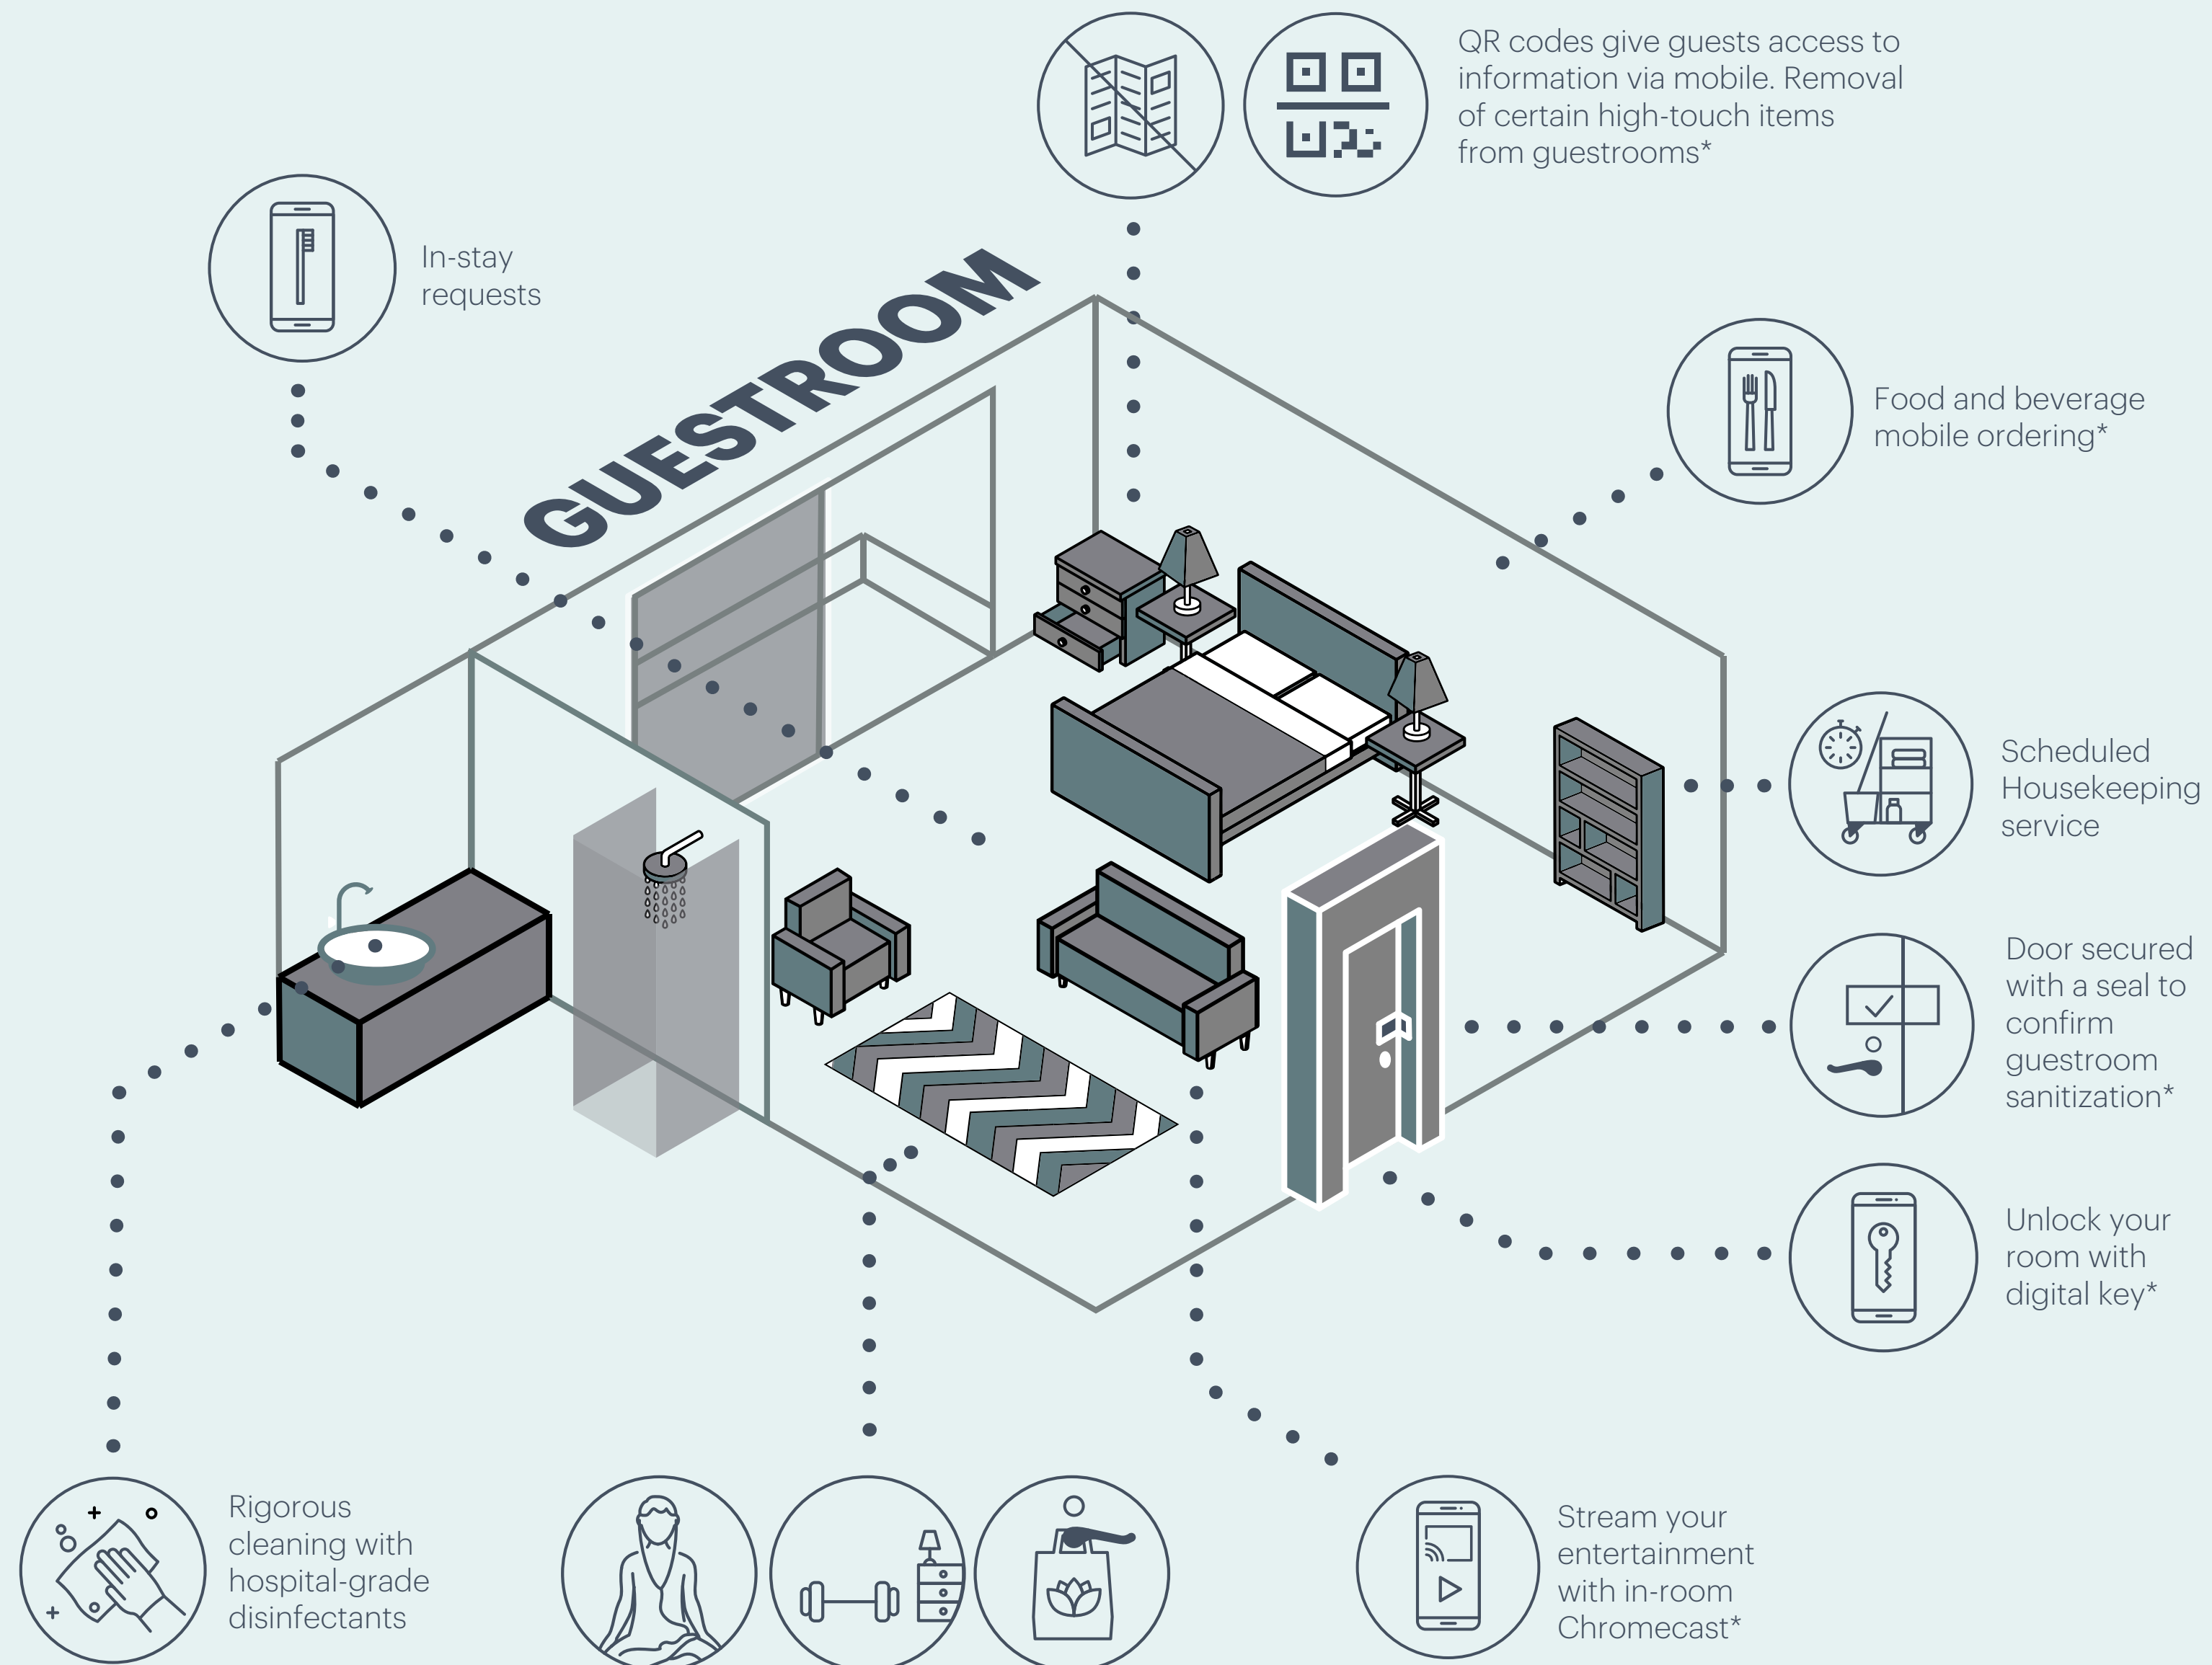 QR codes give guests access to
information via mobile. Removal
of certain high-touch items
from guestrooms*
In-stay
requests
GUESTROOM
Food and beverage
mobile ordering*
Scheduled
Housekeeping
service
Door secured
with a seal to
confirm
guestroom
sanitization*
Unlock your
room with
digital key*
Rigorous
cleaning with
hospital-grade
disinfectants
Stream your
entertainment
with in-room
Chromecast*